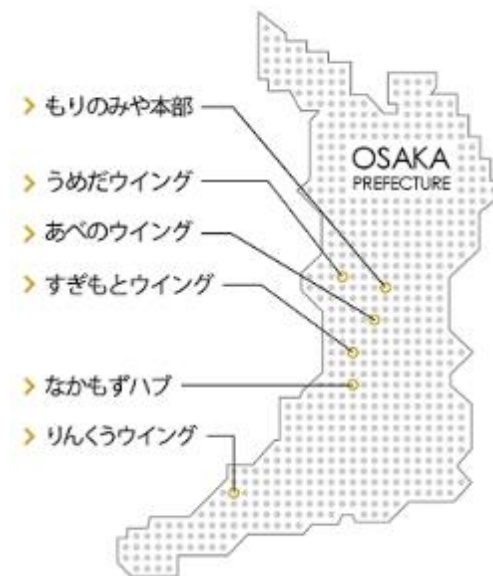 もりのみや本部
うめだウイング
あべのウイング
すぎもとウイング
なかもずハブ
りんくうウイング
OSAKA
PREFECTURE